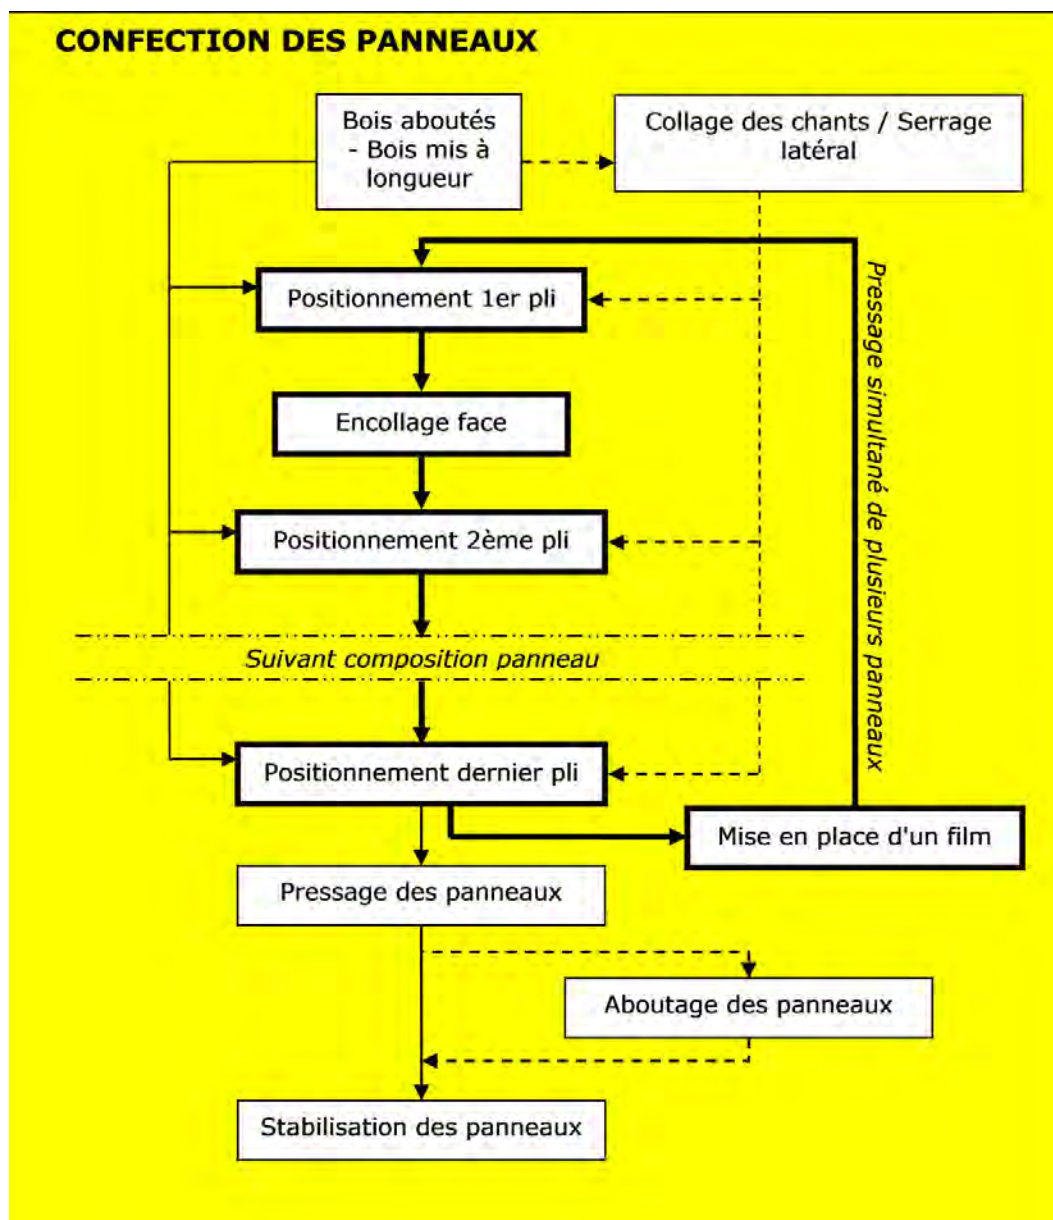 CONFECTION DES PANNEAUX
Bois aboutés
- Bois mis à
longueur
Collage des chants / Serrage
latéral
Positionnement 1er pli
Encollage face
Positionnement 2ème pli
Pressage simultané de plusieurs panneaux
Suivant composition panneau
Positionnement dernier pli
Mise en place d'un film
Pressage des panneaux
Aboutage des panneaux
Stabilisation des panneaux